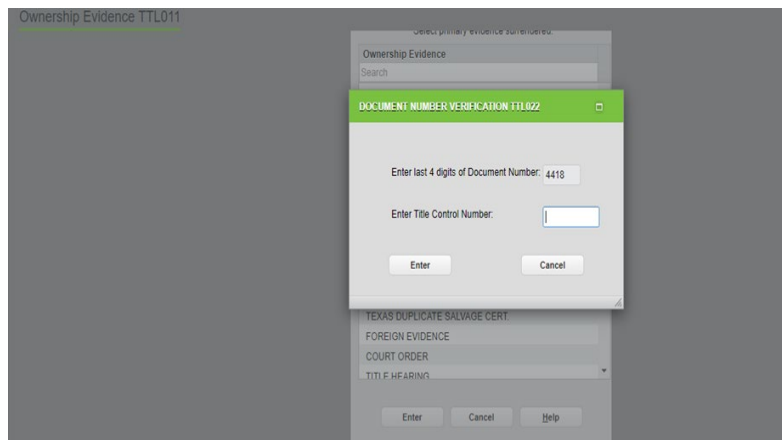 Ownership Evidence TTL011
Select primary evidence surrendered:
Ownership Evidence
Search
DOCUMENT NUMBER VERIFICATION TTL022
Enter last 4 digits of Document Number: 4418
Enter Title Control Number:
Enter Cancel
TEXAS DUPLICATE SALVAGE CERT.
FOREIGN EVIDENCE
COURT ORDER
TITLE HEARING
Enter Cancel Help